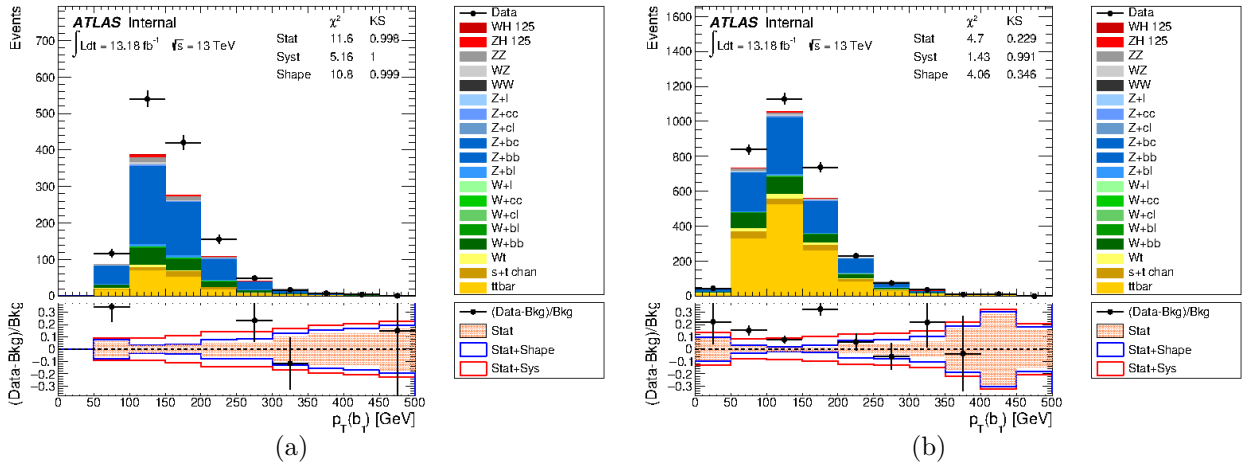 Events
ATLAS Internal
∫Ldt = 13.18 fb⁻¹ √s = 13 TeV
χ² KS
Stat 11.6 0.998
Syst 5.16 1
Shape 10.8 0.999
700
600
500
400
300
200
100
0
Data
WH 125
ZH 125
ZZ
WZ
WW
Z+l
Z+cc
Z+cl
Z+bc
Z+bb
Z+bl
W+l
W+cc
W+cl
W+bl
W+bb
Wt
s+t chan
ttbar
(Data-Bkg)/Bkg
0.3
0.2
0.1
0
−0.1
−0.2
−0.3
0 50 100 150 200 250 300 350 400 450 500
p_T(b_1) [GeV]
(Data-Bkg)/Bkg
Stat
Stat+Shape
Stat+Sys
(a)
Events
ATLAS Internal
∫Ldt = 13.18 fb⁻¹ √s = 13 TeV
χ² KS
Stat 4.7 0.229
Syst 1.43 0.991
Shape 4.06 0.346
1600
1400
1200
1000
800
600
400
200
0
Data
WH 125
ZH 125
ZZ
WZ
WW
Z+l
Z+cc
Z+cl
Z+bc
Z+bb
Z+bl
W+l
W+cc
W+cl
W+bl
W+bb
Wt
s+t chan
ttbar
(Data-Bkg)/Bkg
0.3
0.2
0.1
0
−0.1
−0.2
−0.3
0 50 100 150 200 250 300 350 400 450 500
p_T(b_1) [GeV]
(Data-Bkg)/Bkg
Stat
Stat+Shape
Stat+Sys
(b)